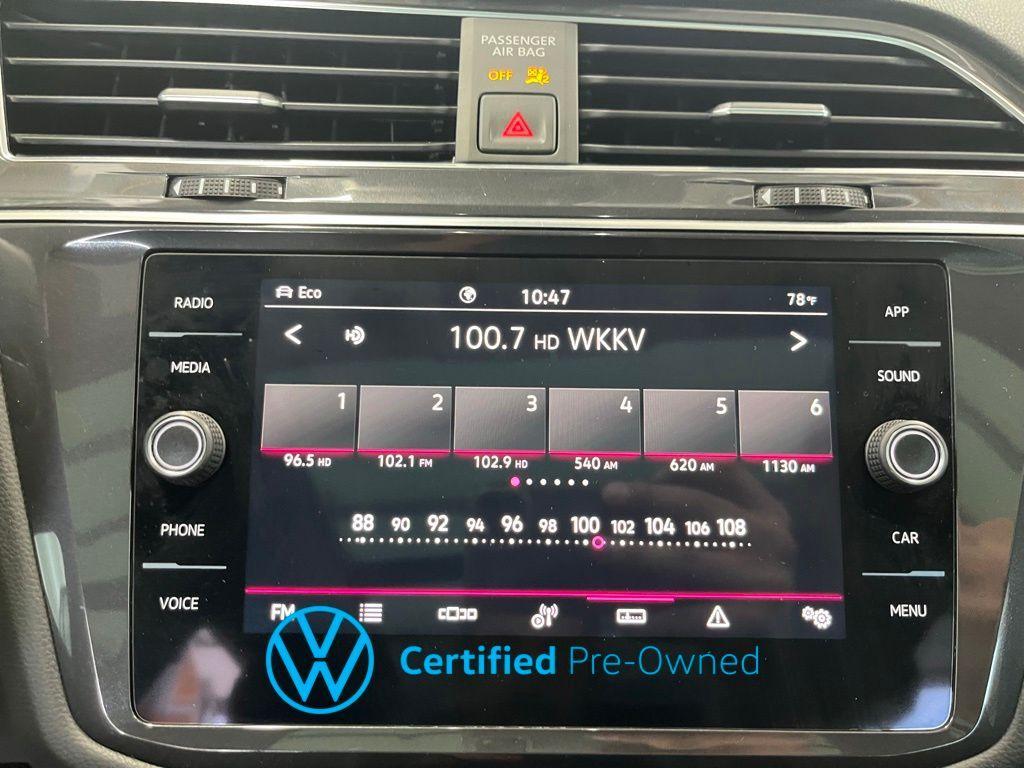 PASSENGER
AIR BAG
OFF
RADIO
MEDIA
PHONE
VOICE
Eco
10:47
78°F
100.7 HD WKKV
1 2 3 4 5 6
96.5 HD 102.1 FM 102.9 HD 540 AM 620 AM 1130 AM
88 90 92 94 96 98 100 102 104 106 108
FM
APP
SOUND
CAR
MENU
Certified Pre-Owned